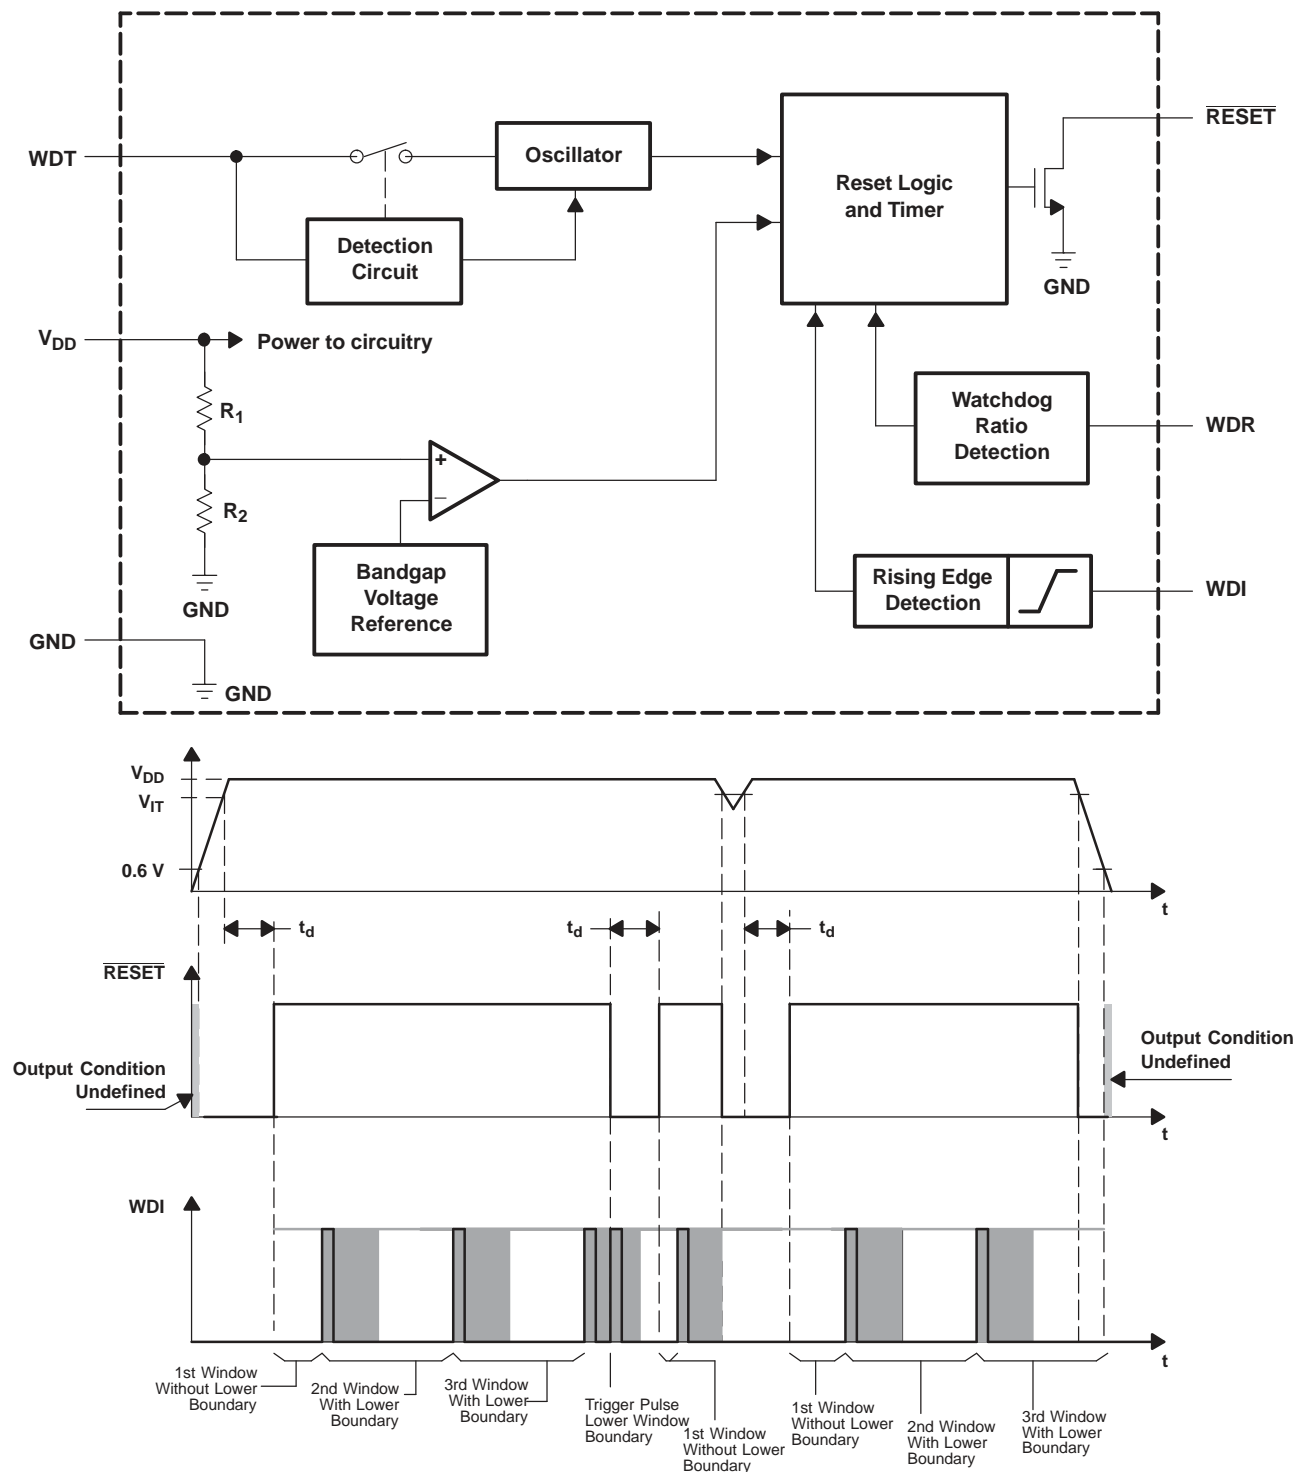 WDT
Oscillator
Detection
Circuit
Reset Logic
and Timer
RESET
GND
VDD
Power to circuitry
R1
R2
GND
+
–
Bandgap
Voltage
Reference
Watchdog
Ratio
Detection
WDR
Rising Edge
Detection
WDI
GND
GND
VDD
VIT
0.6 V
t
td
td
td
RESET
Output Condition
Undefined
Output Condition
Undefined
t
WDI
t
1st Window
Without Lower
Boundary
2nd Window
With Lower
Boundary
3rd Window
With Lower
Boundary
Trigger Pulse
Lower Window
Boundary
1st Window
Without Lower
Boundary
1st Window
Without Lower
Boundary
2nd Window
With Lower
Boundary
3rd Window
With Lower
Boundary